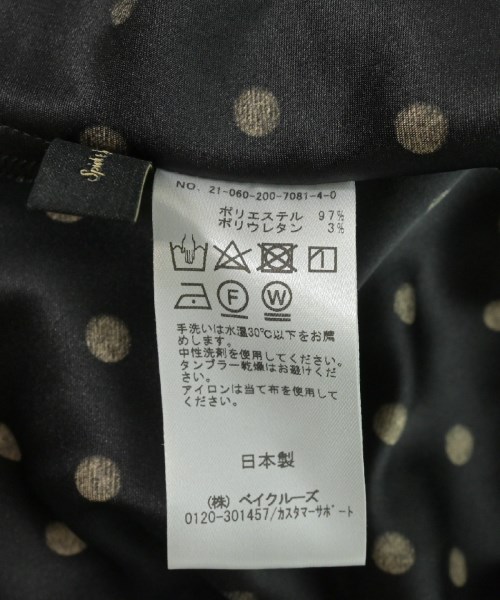 NO. 21-060-200-7081-4-0
ポリエステル 97%
ポリウレタン 3%
F W
手洗いは水温30℃以下をお薦
めします。
中性洗剤を使用してください。
タンブラー乾燥はお避けくだ
さい。
アイロンは当て布を使用して
ください。
日本製
(株) ベイクルーズ
0120-301457/カスタマーサポート